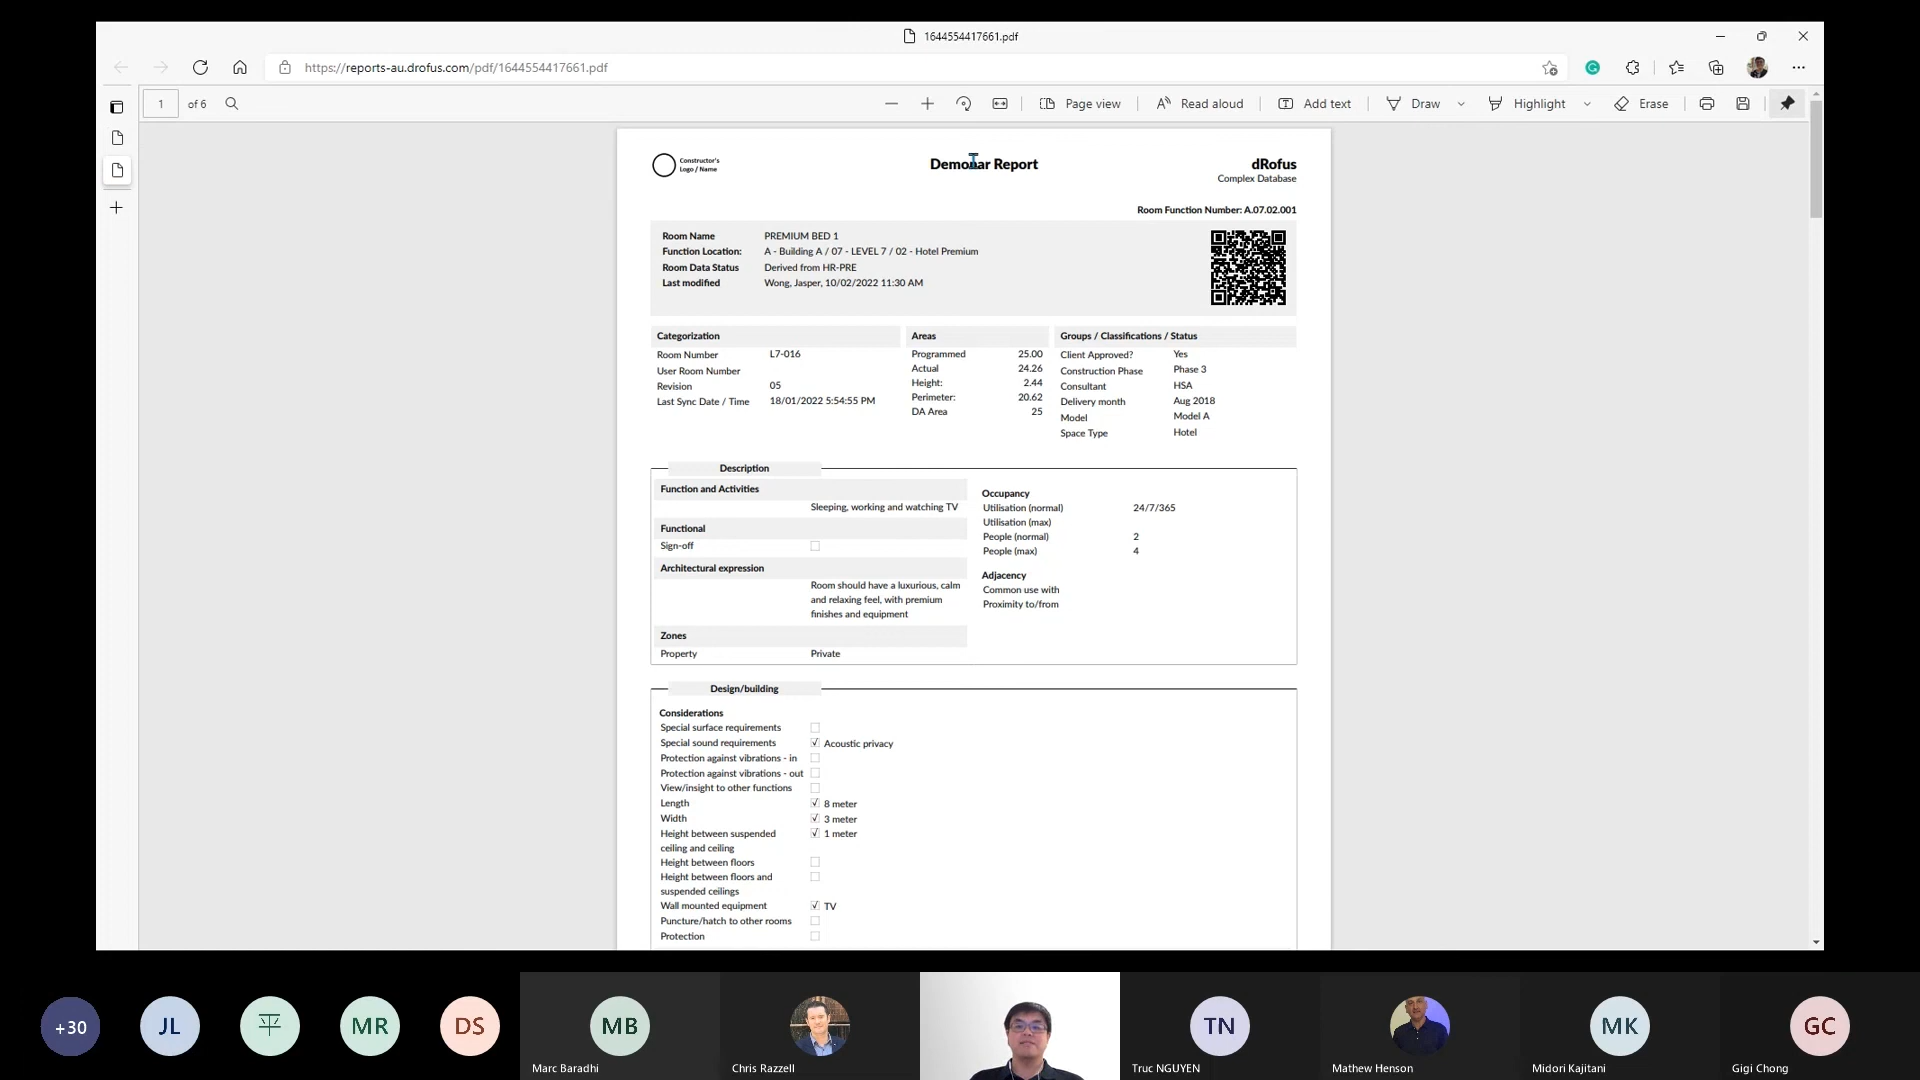 1644554417661.pdf
https://reports-au.drofus.com/pdf/1644554417661.pdf
1 of 6 Page view Read aloud Add text Draw Highlight Erase
Constructor's
Logo / Name
Report
dRofus
Complex Database
Room Function Number: A.07.02.001
Room Name PREMIUM BED 1
Function Location: A - Building A / 07 - LEVEL 7 / 02 - Hotel Premium
Room Data Status Derived from HR-PRE
Last modified Wong, Jasper, 10/02/2022 11:30 AM
Categorization
Room Number L7-016
User Room Number
Revision 05
Last Sync Date / Time 18/01/2022 5:54:55 PM
Areas
Programmed 25.00
Actual 24.26
Height: 2.44
Perimeter: 20.62
DA Area 25
Groups / Classifications / Status
Client Approved? Yes
Construction Phase Phase 3
Consultant HSA
Delivery month Aug 2018
Model Model A
Space Type Hotel
Description
Function and Activities
Sleeping, working and watching TV
Functional
Sign-off
Architectural expression
Room should have a luxurious, calm
and relaxing feel, with premium
finishes and equipment
Zones
Property Private
Occupancy
Utilisation (normal) 24/7/365
Utilisation (max)
People (normal) 2
People (max) 4
Adjacency
Common use with
Proximity to/from
Design/building
Considerations
Special surface requirements
Special sound requirements √ Acoustic privacy
Protection against vibrations - in
Protection against vibrations - out
View/insight to other functions
Length √ 8 meter
Width √ 3 meter
Height between suspended √ 1 meter
ceiling and ceiling
Height between floors
Height between floors and
suspended ceilings
Wall mounted equipment √ TV
Puncture/hatch to other rooms
Protection
+30 JL 平 MR DS MB TN MK GC
Marc Baradhi Chris Razzell Truc NGUYEN Mathew Henson Midori Kajitani Gigi Chong